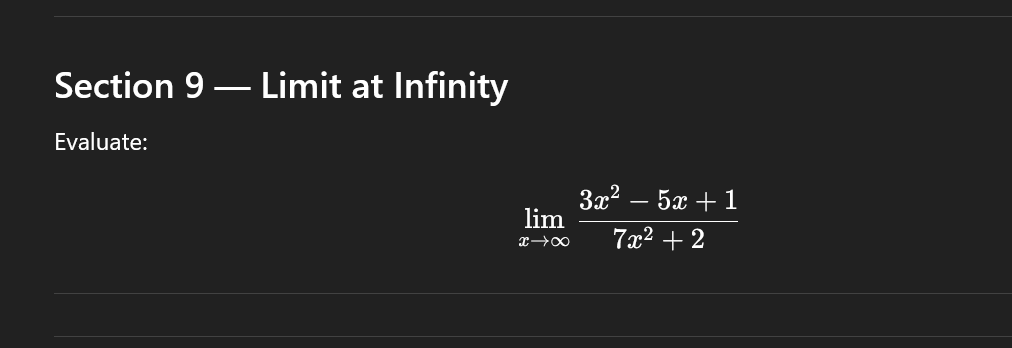 Section 9 — Limit at Infinity
Evaluate:
lim x→∞ (3x² − 5x + 1)/(7x² + 2)